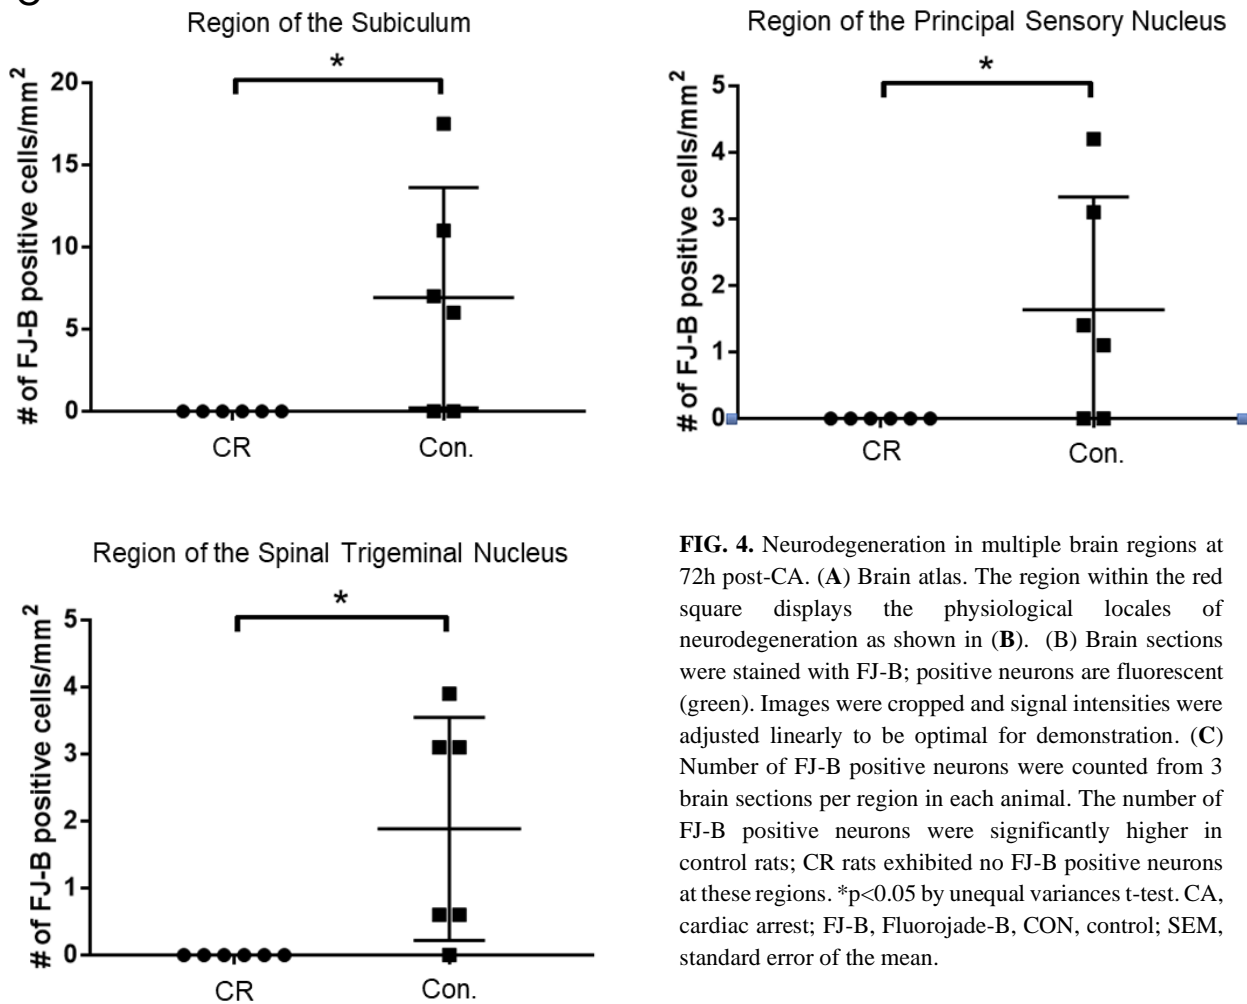 Region of the Subiculum
*
# of FJ-B positive cells/mm²
20
15
10
5
0
CR
Con.
Region of the Principal Sensory Nucleus
*
# of FJ-B positive cells/mm²
5
4
3
2
1
0
CR
Con.
Region of the Spinal Trigeminal Nucleus
*
# of FJ-B positive cells/mm²
5
4
3
2
1
0
CR
Con.
FIG. 4. Neurodegeneration in multiple brain regions at
72h post-CA. (A) Brain atlas. The region within the red
square displays the physiological locales of
neurodegeneration as shown in (B). (B) Brain sections
were stained with FJ-B; positive neurons are fluorescent
(green). Images were cropped and signal intensities were
adjusted linearly to be optimal for demonstration. (C)
Number of FJ-B positive neurons were counted from 3
brain sections per region in each animal. The number of
FJ-B positive neurons were significantly higher in
control rats; CR rats exhibited no FJ-B positive neurons
at these regions. *p<0.05 by unequal variances t-test. CA,
cardiac arrest; FJ-B, Fluorojade-B, CON, control; SEM,
standard error of the mean.